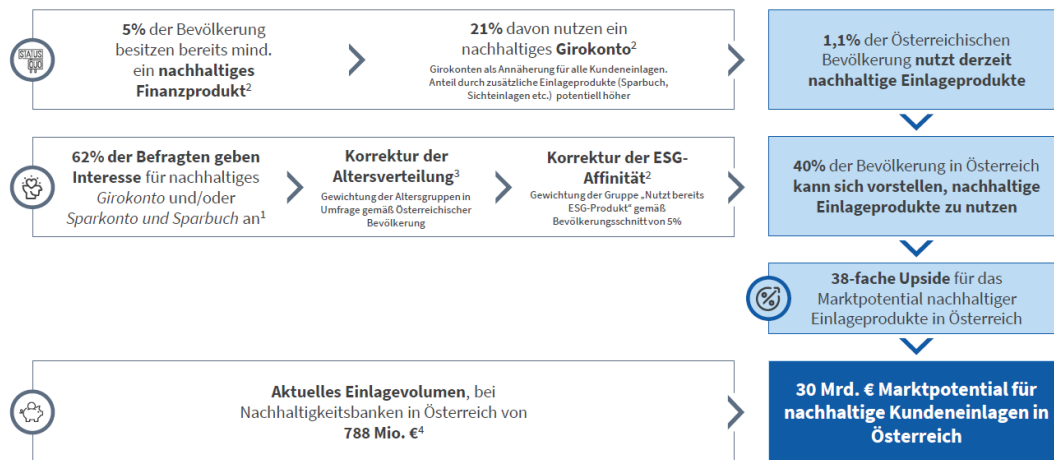 STATUS
QUO
5% der Bevölkerung
besitzen bereits mind.
ein nachhaltiges
Finanzprodukt²
21% davon nutzen ein
nachhaltiges Girokonto²
Girokonten als Annäherung für alle Kundeneinlagen.
Anteil durch zusätzliche Einlageprodukte (Sparbuch,
Sichteinlagen etc.) potentiell höher
1,1% der Österreichischen
Bevölkerung nutzt derzeit
nachhaltige Einlageprodukte
62% der Befragten geben
Interesse für nachhaltiges
Girokonto und/oder
Sparkonto und Sparbuch an¹
Korrektur der
Altersverteilung³
Gewichtung der Altersgruppen in
Umfrage gemäß Österreichischer
Bevölkerung
Korrektur der ESG-
Affinität²
Gewichtung der Gruppe „Nutzt bereits
ESG-Produkt“ gemäß
Bevölkerungsschnitt von 5%
40% der Bevölkerung in Österreich
kann sich vorstellen, nachhaltige
Einlageprodukte zu nutzen
38-fache Upside für das
Marktpotential nachhaltiger
Einlageprodukte in Österreich
Aktuelles Einlagevolumen, bei
Nachhaltigkeitsbanken in Österreich von
788 Mio. €⁴
30 Mrd. € Marktpotential für
nachhaltige Kundeneinlagen in
Österreich